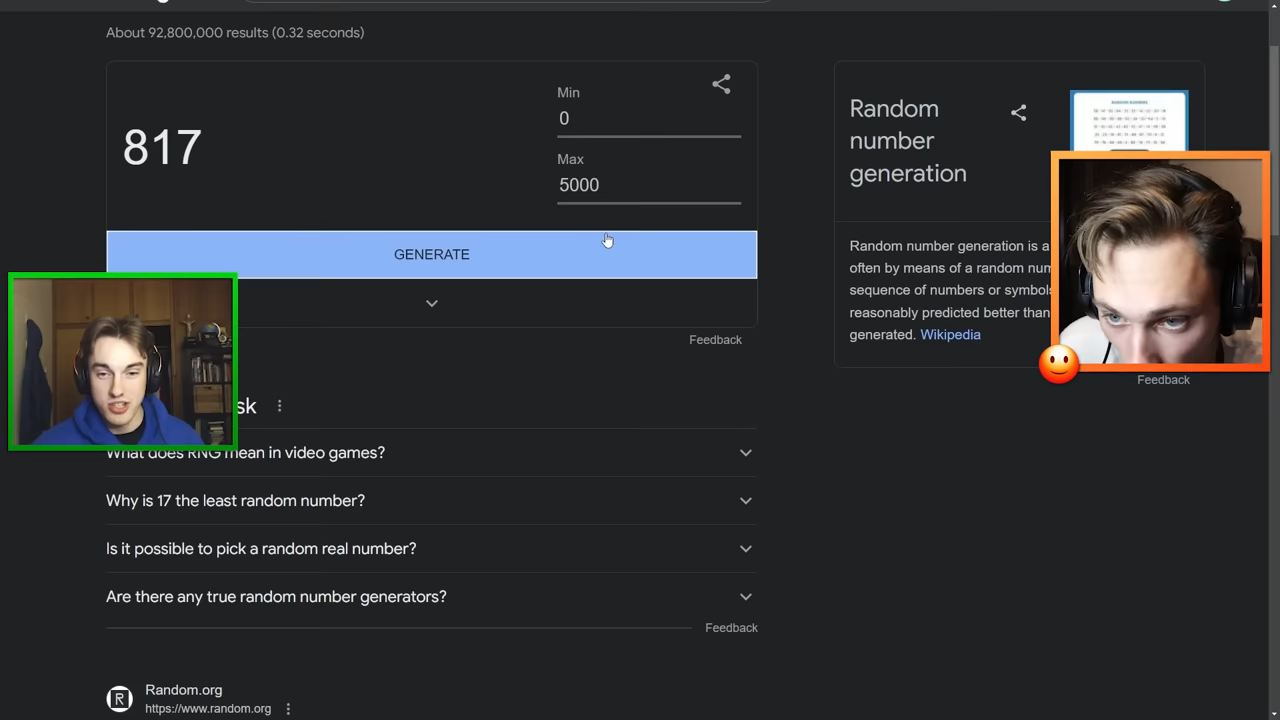 About 92,800,000 results (0.32 seconds)
817
Min
0
Max
5000
GENERATE
Feedback
sk
What does RNG mean in video games?
Why is 17 the least random number?
Is it possible to pick a random real number?
Are there any true random number generators?
Feedback
Random.org
https://www.random.org
Random
number
generation
Random number generation is a
often by means of a random num
sequence of numbers or symbols
reasonably predicted better than
generated. Wikipedia
Feedback